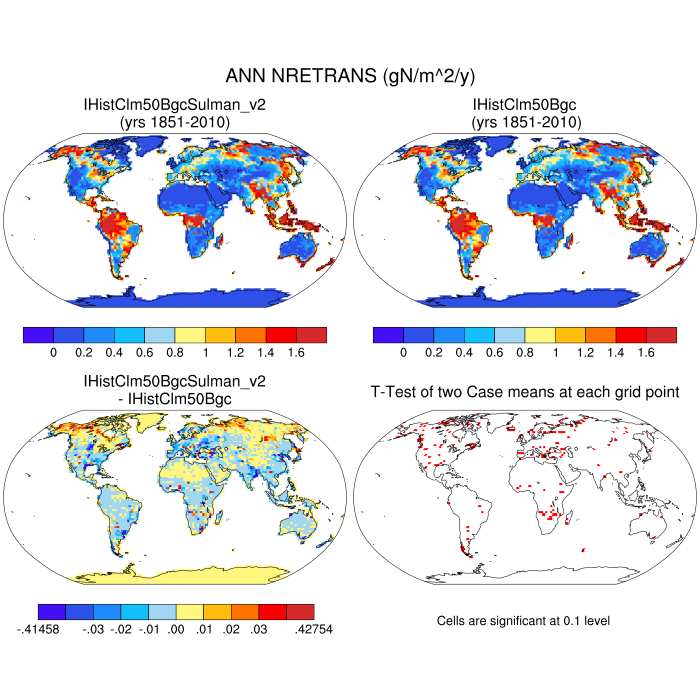 ANN NRETRANS (gN/m^2/y)
IHistClm50BgcSulman_v2
(yrs 1851-2010)
IHistClm50Bgc
(yrs 1851-2010)
0 0.2 0.4 0.6 0.8 1 1.2 1.4 1.6
0 0.2 0.4 0.6 0.8 1 1.2 1.4 1.6
IHistClm50BgcSulman_v2
- IHistClm50Bgc
T-Test of two Case means at each grid point
-.41458 -.03 -.02 -.01 .00 .01 .02 .03 .42754
Cells are significant at 0.1 level